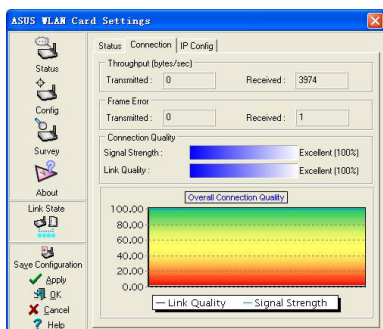 ASUS WLAN Card Settings
Status
Config
Survey
About
Link State
Save Configuration
Apply
OK
Cancel
Help
Status Connection IP Config
Throughput (bytes/sec)
Transmitted : 0 Received : 3974
Frame Error
Transmitted : 0 Received : 1
Connection Quality
Signal Strength : Excellent (100%)
Link Quality : Excellent (100%)
Overall Connection Quality
100.00
80.00
60.00
40.00
20.00
0.00
Link Quality Signal Strength